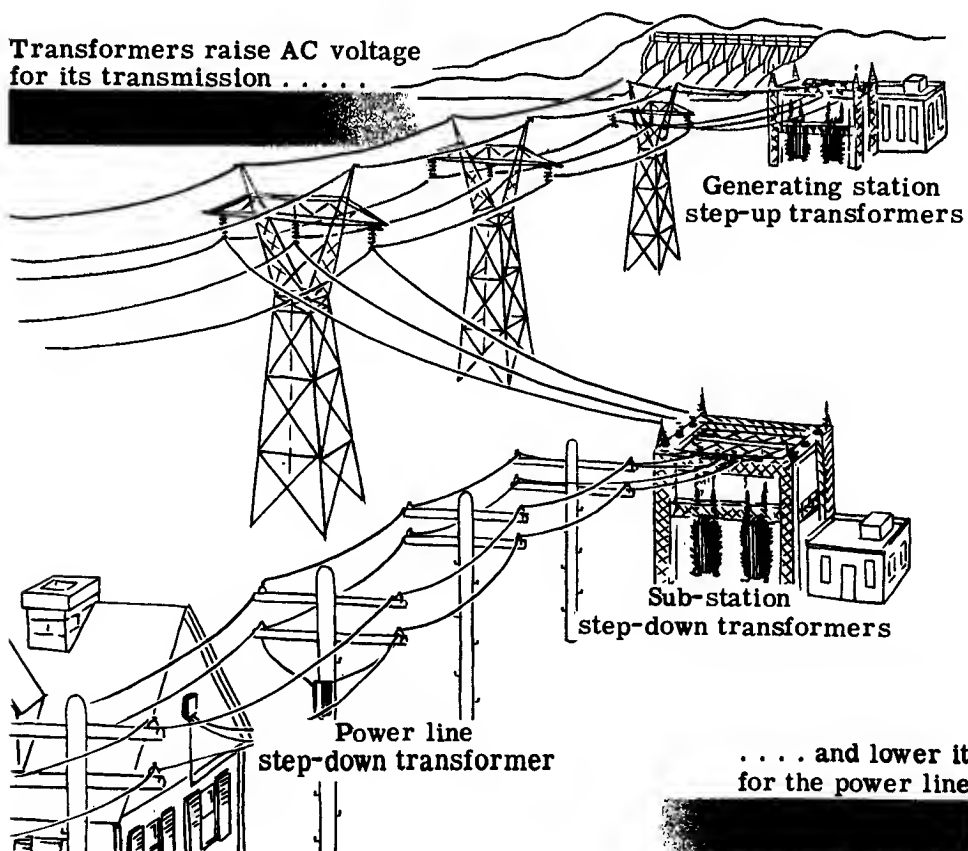 Transformers raise AC voltage
for its transmission . . . . .
Generating station
step-up transformers
Sub-station
step-down transformers
Power line
step-down transformer
. . . . and lower it
for the power line